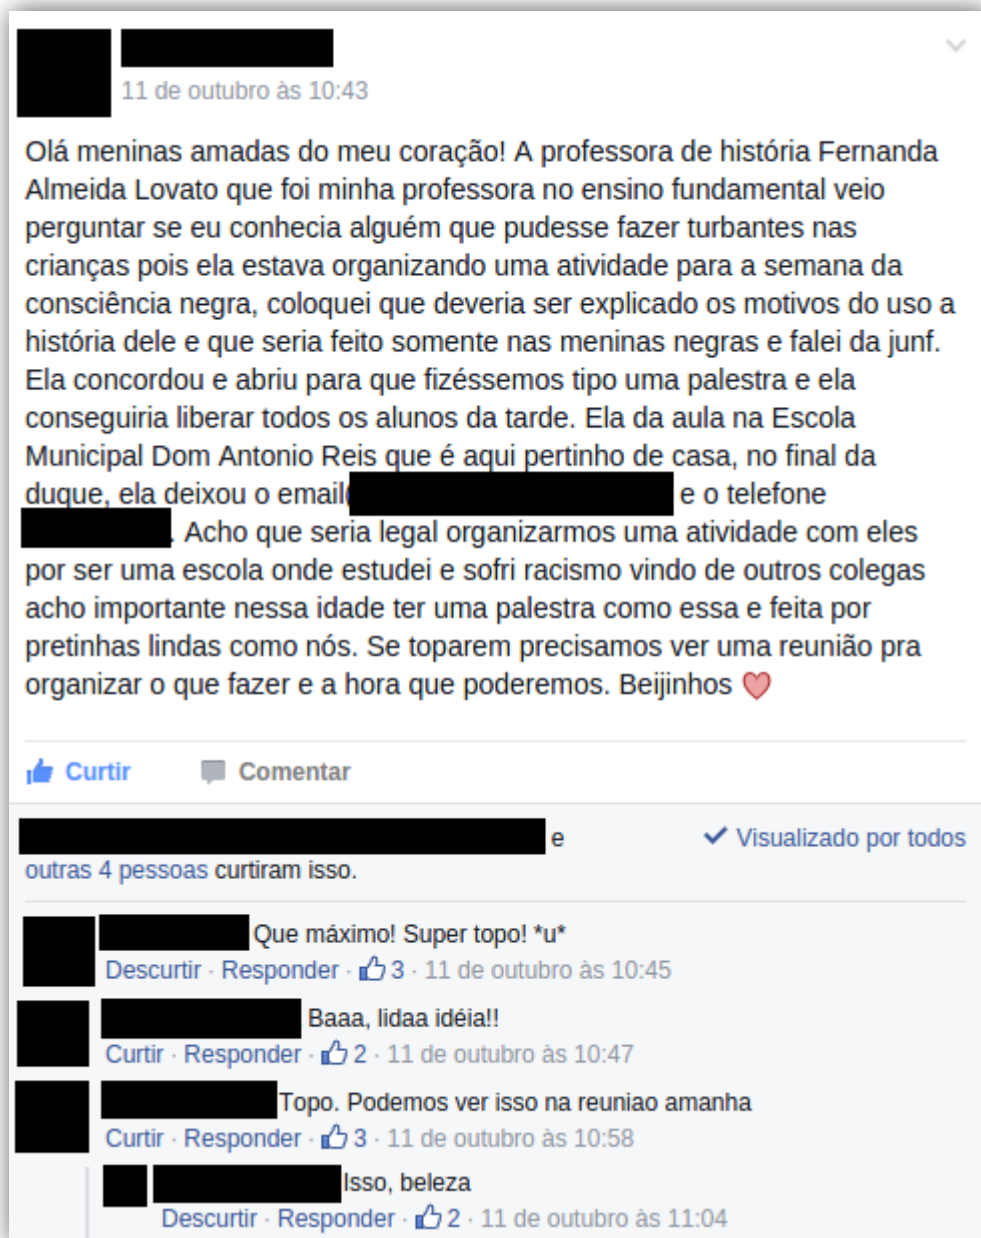 11 de outubro às 10:43
Olá meninas amadas do meu coração! A professora de história Fernanda
Almeida Lovato que foi minha professora no ensino fundamental veio
perguntar se eu conhecia alguém que pudesse fazer turbantes nas
crianças pois ela estava organizando uma atividade para a semana da
consciência negra, coloquei que deveria ser explicado os motivos do uso a
história dele e que seria feito somente nas meninas negras e falei da junf.
Ela concordou e abriu para que fizéssemos tipo uma palestra e ela
conseguiria liberar todos os alunos da tarde. Ela da aula na Escola
Municipal Dom Antonio Reis que é aqui pertinho de casa, no final da
duque, ela deixou o email e o telefone
. Acho que seria legal organizarmos uma atividade com eles
por ser uma escola onde estudei e sofri racismo vindo de outros colegas
acho importante nessa idade ter uma palestra como essa e feita por
pretinhas lindas como nós. Se toparem precisamos ver uma reunião pra
organizar o que fazer e a hora que poderemos. Beijinhos
Curtir Comentar
e ✓ Visualizado por todos
outras 4 pessoas curtiram isso.
Que máximo! Super topo! *u*
Descurtir · Responder · 3 · 11 de outubro às 10:45
Baaa, lidaa idéia!!
Curtir · Responder · 2 · 11 de outubro às 10:47
Topo. Podemos ver isso na reuniao amanha
Curtir · Responder · 3 · 11 de outubro às 10:58
Isso, beleza
Descurtir · Responder · 2 · 11 de outubro às 11:04